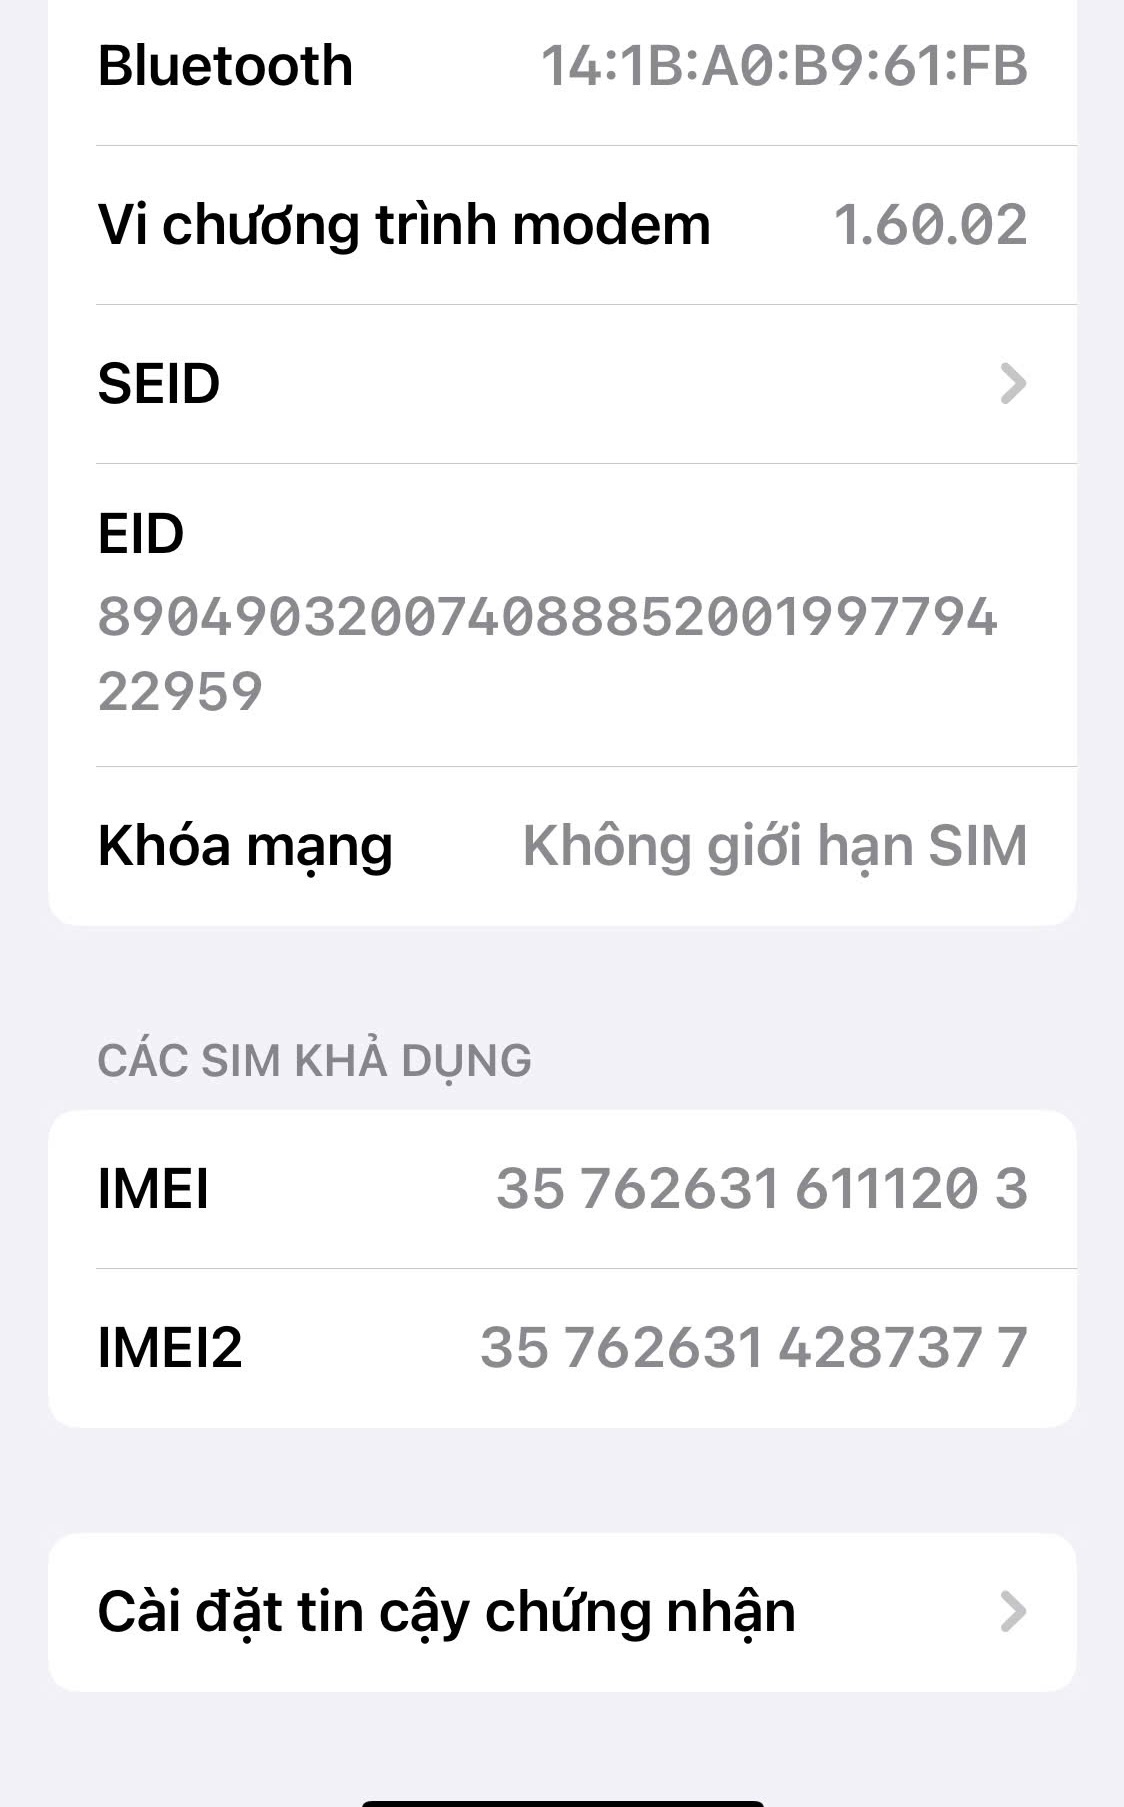 Bluetooth 14:1B:A0:B9:61:FB
Vi chương trình modem 1.60.02
SEID
EID
890490320074088852001997794
22959
Khóa mạng Không giới hạn SIM
CÁC SIM KHẢ DỤNG
IMEI 35 762631 611120 3
IMEI2 35 762631 428737 7
Cài đặt tin cậy chứng nhận